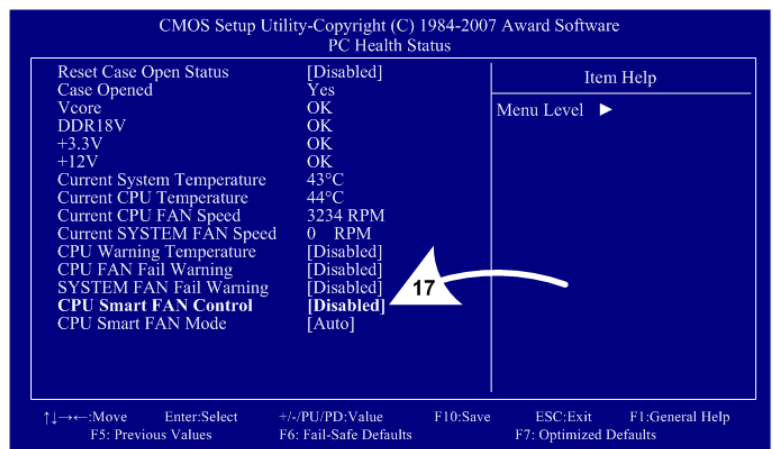 CMOS Setup Utility-Copyright (C) 1984-2007 Award Software
PC Health Status
Reset Case Open Status [Disabled]
Case Opened Yes
Vcore OK
DDR18V OK
+3.3V OK
+12V OK
Current System Temperature 43°C
Current CPU Temperature 44°C
Current CPU FAN Speed 3234 RPM
Current SYSTEM FAN Speed 0 RPM
CPU Warning Temperature [Disabled]
CPU FAN Fail Warning [Disabled]
SYSTEM FAN Fail Warning [Disabled]
CPU Smart FAN Control [Disabled]
CPU Smart FAN Mode [Auto]
17
Item Help
Menu Level ►
↑↓→←:Move Enter:Select +/-/PU/PD:Value F10:Save ESC:Exit F1:General Help
F5: Previous Values F6: Fail-Safe Defaults F7: Optimized Defaults